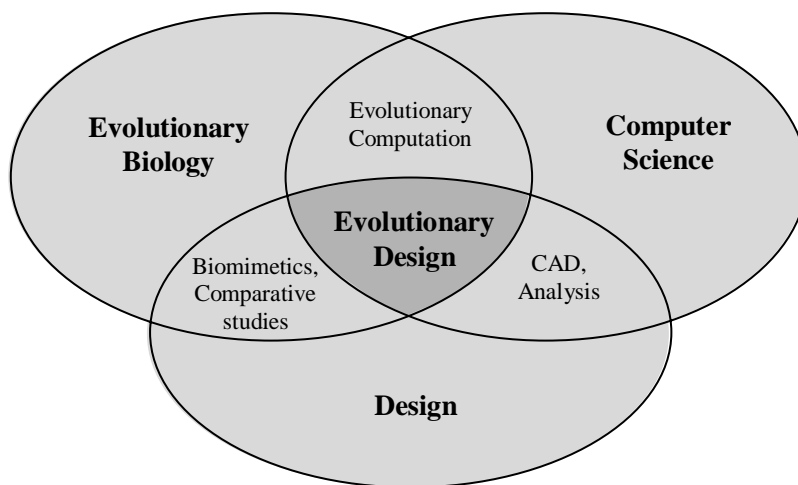 Evolutionary
Computation
Evolutionary
Biology
Computer
Science
Evolutionary
Design
Biomimetics,
Comparative
studies
CAD,
Analysis
Design